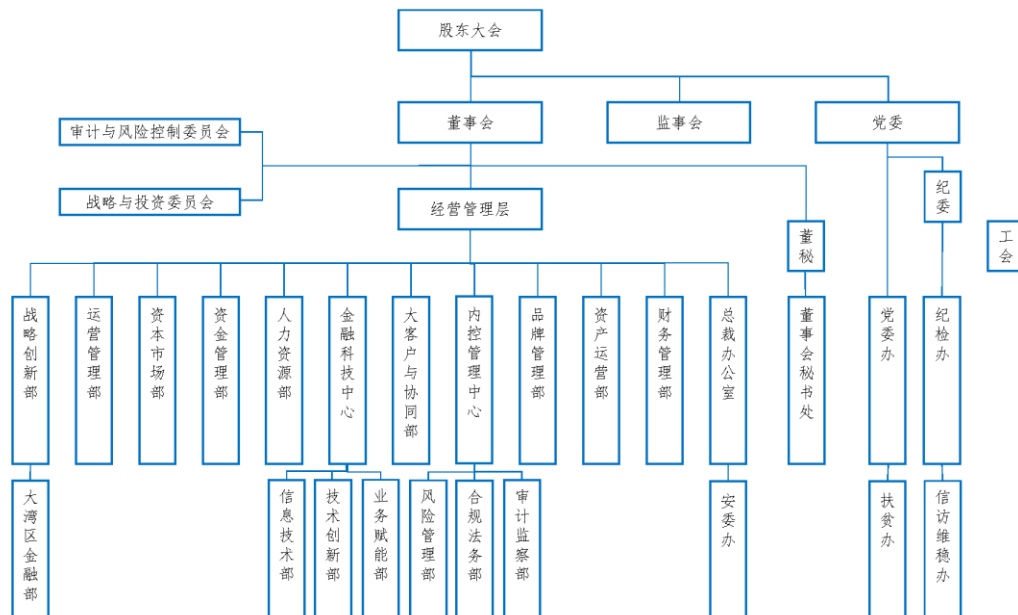 股东大会
董事会
监事会
党委
审计与风险控制委员会
战略与投资委员会
经营管理层
纪委
董秘
工会
战略创新部
运营管理部
资本市场部
资金管理部
人力资源部
金融科技中心
大客户与协同部
内控管理中心
品牌管理部
资产运营部
财务管理部
总裁办公室
董事会秘书处
党委办
纪检办
大湾区金融部
信息技术部
技术创新部
业务赋能部
风险管理部
合规法务部
审计监察部
安委办
扶贫办
信访维稳办